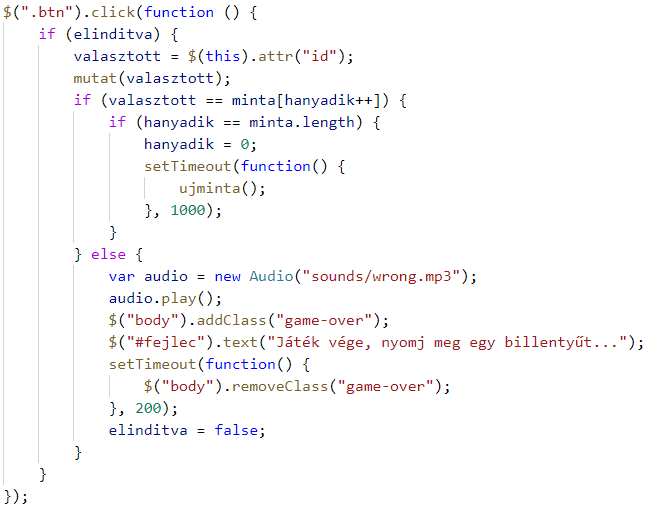 $(".btn").click(function () {
    if (elinditva) {
        valasztott = $(this).attr("id");
        mutat(valasztott);
        if (valasztott == minta[hanyadik++]) {
            if (hanyadik == minta.length) {
                hanyadik = 0;
                setTimeout(function() {
                    ujminta();
                }, 1000);
            }
        } else {
            var audio = new Audio("sounds/wrong.mp3");
            audio.play();
            $("body").addClass("game-over");
            $("#fejlec").text("Játék vége, nyomj meg egy billentyűt...");
            setTimeout(function() {
                $("body").removeClass("game-over");
            }, 200);
            elinditva = false;
        }
    }
});